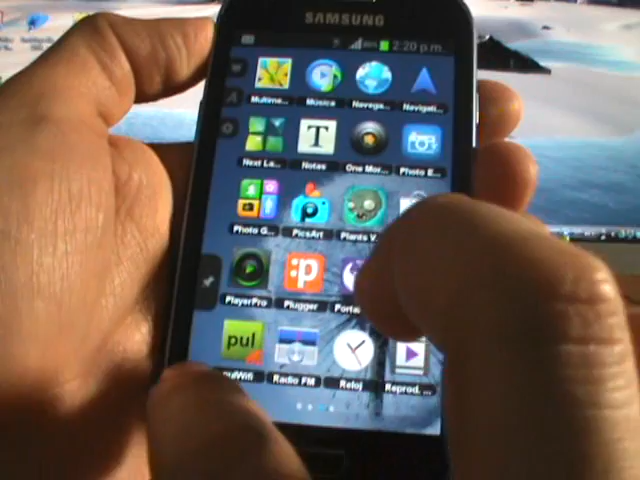 SAMSUNG
2:20 p.m.
Multime...
Música
Navega...
Navigati...
Next La...
Notas
One Mor...
Photo E...
Photo G...
PicsArt
Plants V...
PlayerPro
Plugger
Porta
pul
pulWifi
Radio FM
Reloj
Reprod. ...